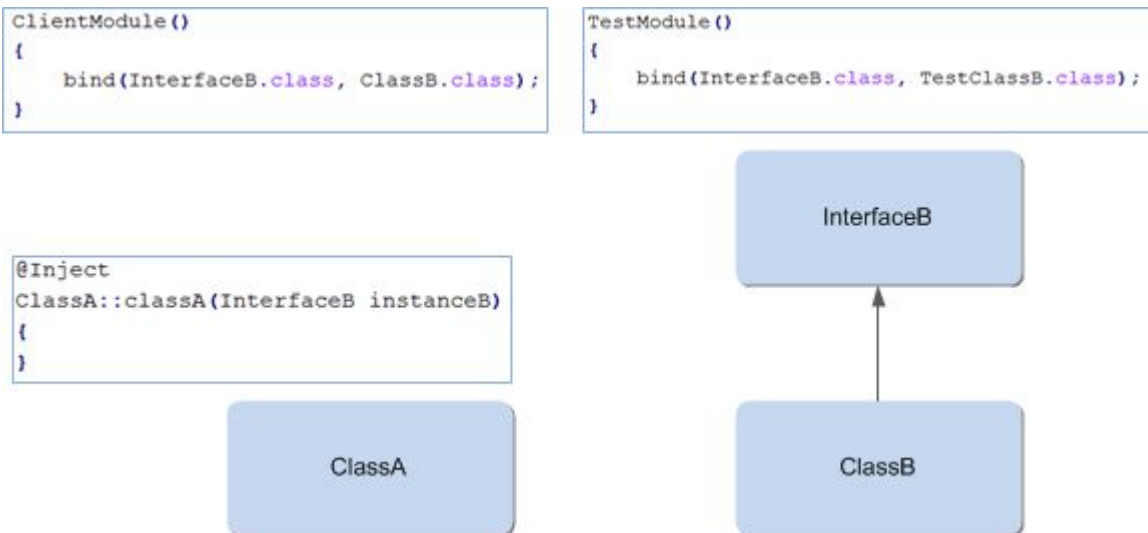 ClientModule()
{
bind(InterfaceB.class, ClassB.class);
}
TestModule()
{
bind(InterfaceB.class, TestClassB.class);
}
InterfaceB
@Inject
ClassA::classA(InterfaceB instanceB)
{
}
ClassA
ClassB